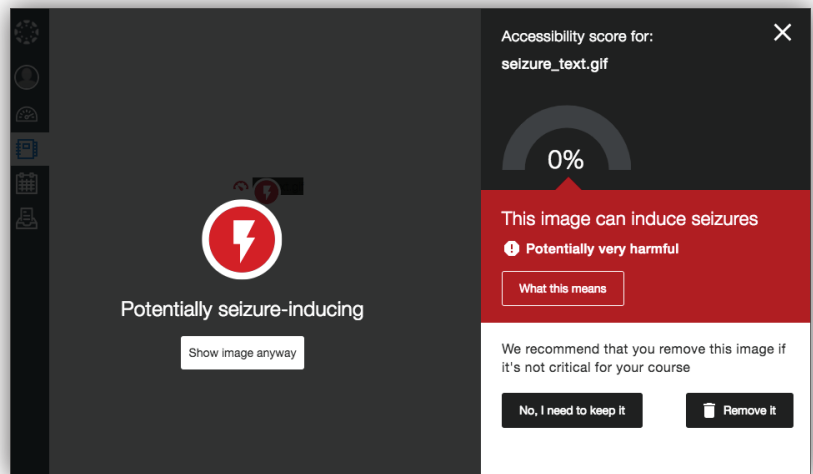 Potentially seizure-inducing
Show image anyway
Accessibility score for:
seizure_text.gif
0%
This image can induce seizures
Potentially very harmful
What this means
We recommend that you remove this image if
it's not critical for your course
No, I need to keep it
Remove it